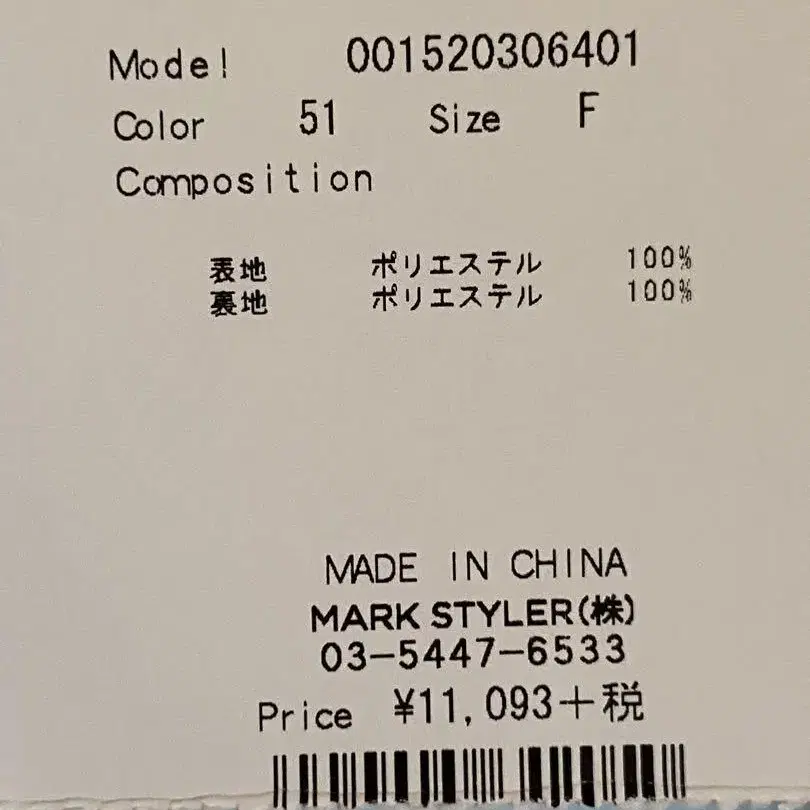 Model 001520306401
Color 51 Size F
Composition
表地 ポリエステル 100%
裏地 ポリエステル 100%
MADE IN CHINA
MARK STYLER(株)
03-5447-6533
Price ¥11,093+税